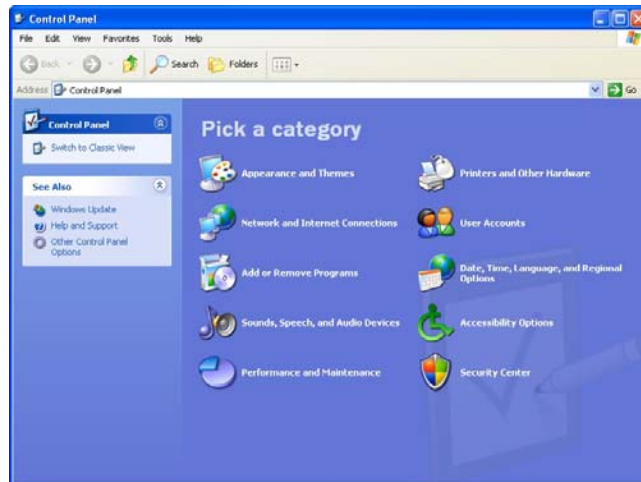 Control Panel
File Edit View Favorites Tools Help
Back Search Folders
Address Control Panel Go
Control Panel
Switch to Classic View
See Also
Windows Update
Help and Support
Other Control Panel
Options
Pick a category
Appearance and Themes
Printers and Other Hardware
Network and Internet Connections
User Accounts
Add or Remove Programs
Date, Time, Language, and Regional
Options
Sounds, Speech, and Audio Devices
Accessibility Options
Performance and Maintenance
Security Center